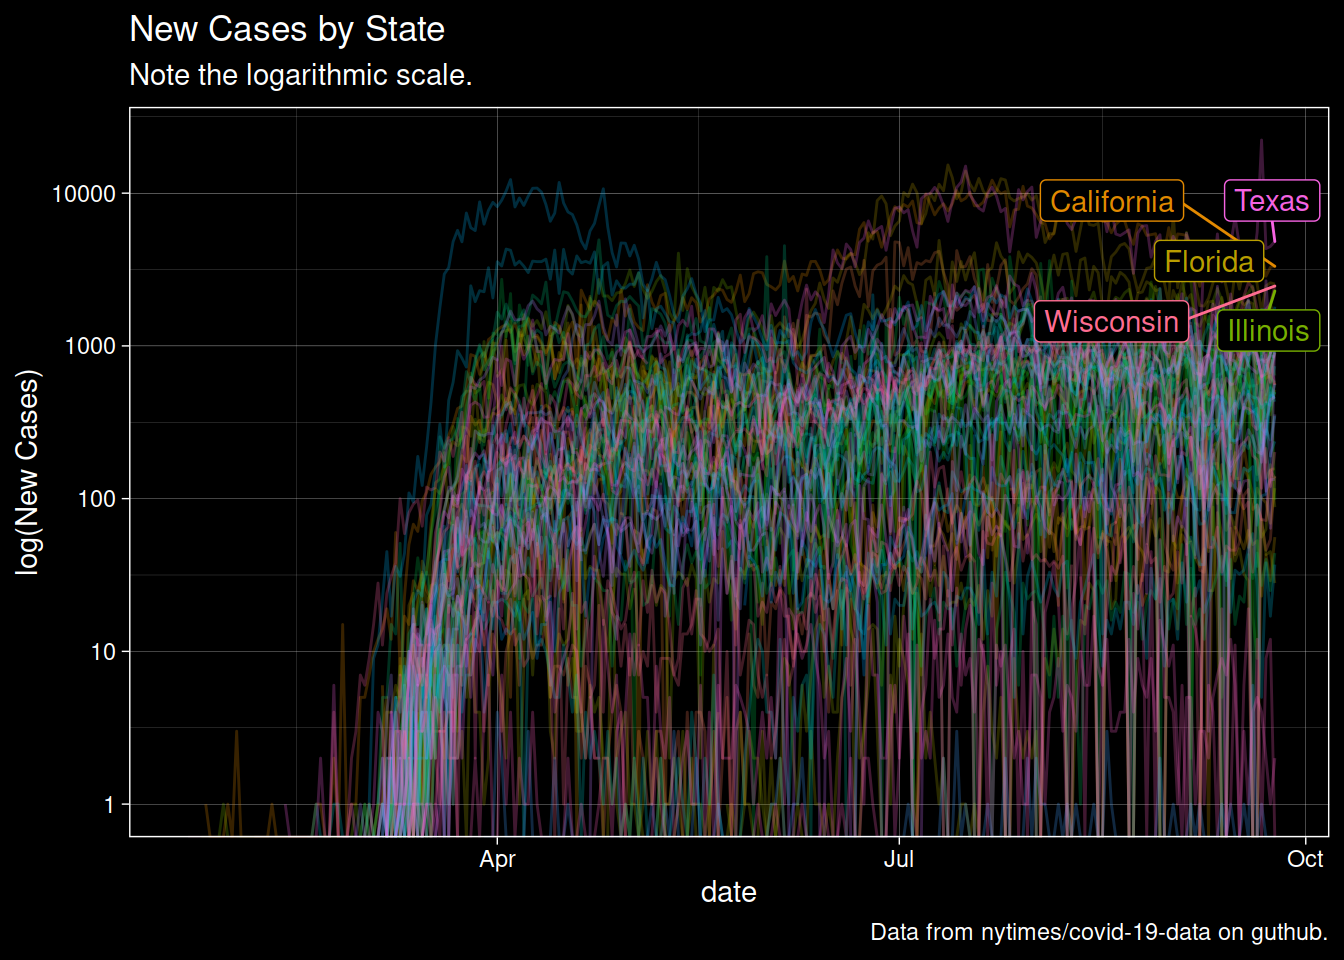 New Cases by State
Note the logarithmic scale.
log(New Cases)
10000
1000
100
10
1
California
Texas
Florida
Wisconsin
Illinois
Apr
Jul
Oct
date
Data from nytimes/covid-19-data on guthub.